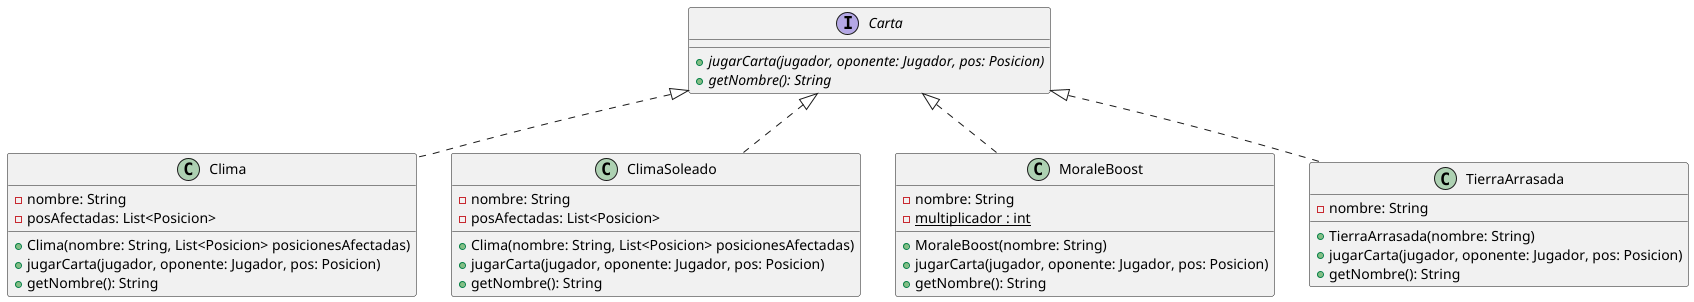 I Carta
jugarCarta(jugador, oponente: Jugador, pos: Posicion)
getNombre(): String
C Clima
nombre: String
posAfectadas: List<Posicion>
Clima(nombre: String, List<Posicion> posicionesAfectadas)
jugarCarta(jugador, oponente: Jugador, pos: Posicion)
getNombre(): String
C ClimaSoleado
nombre: String
posAfectadas: List<Posicion>
Clima(nombre: String, List<Posicion> posicionesAfectadas)
jugarCarta(jugador, oponente: Jugador, pos: Posicion)
getNombre(): String
C MoraleBoost
nombre: String
multiplicador : int
MoraleBoost(nombre: String)
jugarCarta(jugador, oponente: Jugador, pos: Posicion)
getNombre(): String
C TierraArrasada
nombre: String
TierraArrasada(nombre: String)
jugarCarta(jugador, oponente: Jugador, pos: Posicion)
getNombre(): String